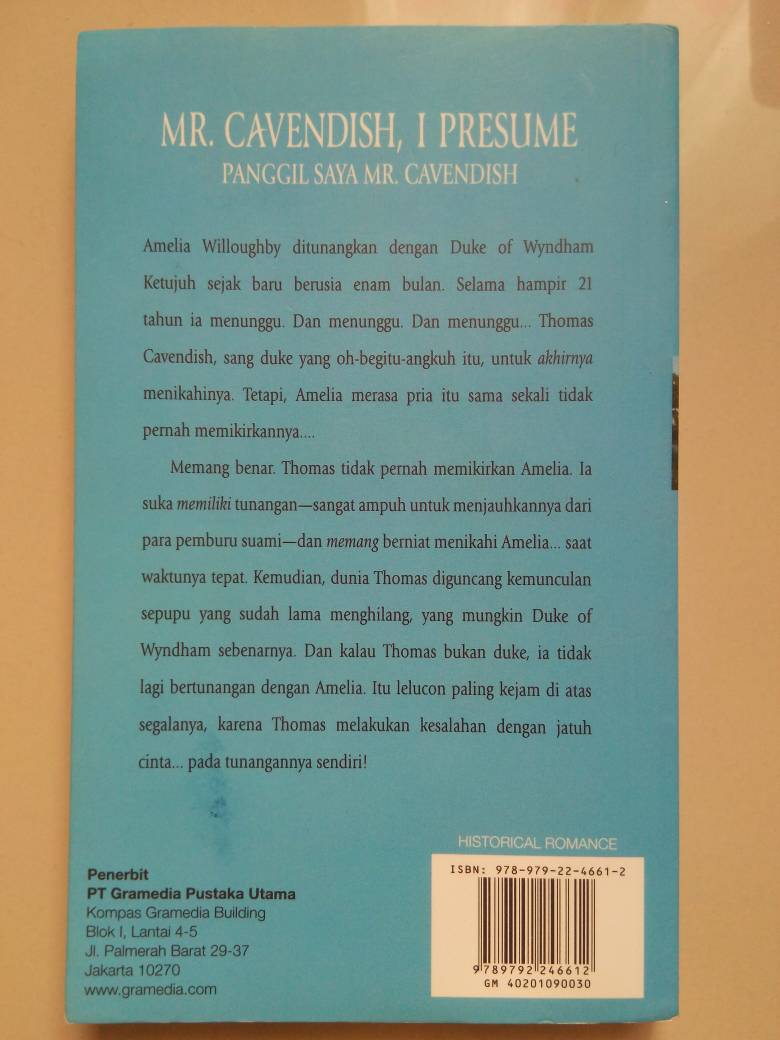 MR. CAVENDISH, I PRESUME
PANGGIL SAYA MR. CAVENDISH
Amelia Willoughby ditunangkan dengan Duke of Wyndham
Ketujuh sejak baru berusia enam bulan. Selama hampir 21
tahun ia menunggu. Dan menunggu. Dan menunggu... Thomas
Cavendish, sang duke yang oh-begitu-angkuh itu, untuk akhirnya
menikahinya. Tetapi, Amelia merasa pria itu sama sekali tidak
pernah memikirkannya....
Memang benar. Thomas tidak pernah memikirkan Amelia. Ia
suka memiliki tunangan—sangat ampuh untuk menjauhkannya dari
para pemburu suami—dan memang berniat menikahi Amelia... saat
waktunya tepat. Kemudian, dunia Thomas diguncang kemunculan
sepupu yang sudah lama menghilang, yang mungkin Duke of
Wyndham sebenarnya. Dan kalau Thomas bukan duke, ia tidak
lagi bertunangan dengan Amelia. Itu lelucon paling kejam di atas
segalanya, karena Thomas melakukan kesalahan dengan jatuh
cinta... pada tunangannya sendiri!
HISTORICAL ROMANCE
ISBN: 978-979-22-4661-2
9789792246612
GM 40201090030
Penerbit
PT Gramedia Pustaka Utama
Kompas Gramedia Building
Blok I, Lantai 4-5
Jl. Palmerah Barat 29-37
Jakarta 10270
www.gramedia.com